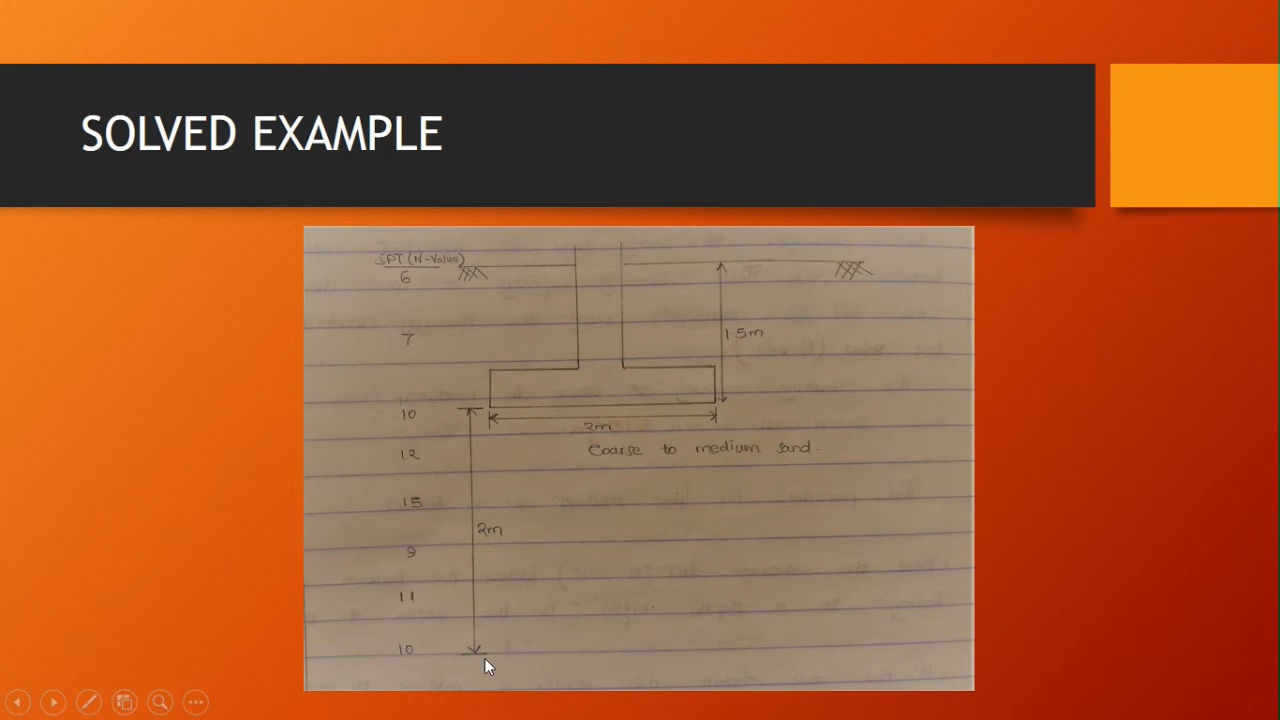 SOLVED EXAMPLE
SPT (N-Value)
6
7
1.5m
10
2m
12
Coarse to medium sand.
15
2m
9
11
10